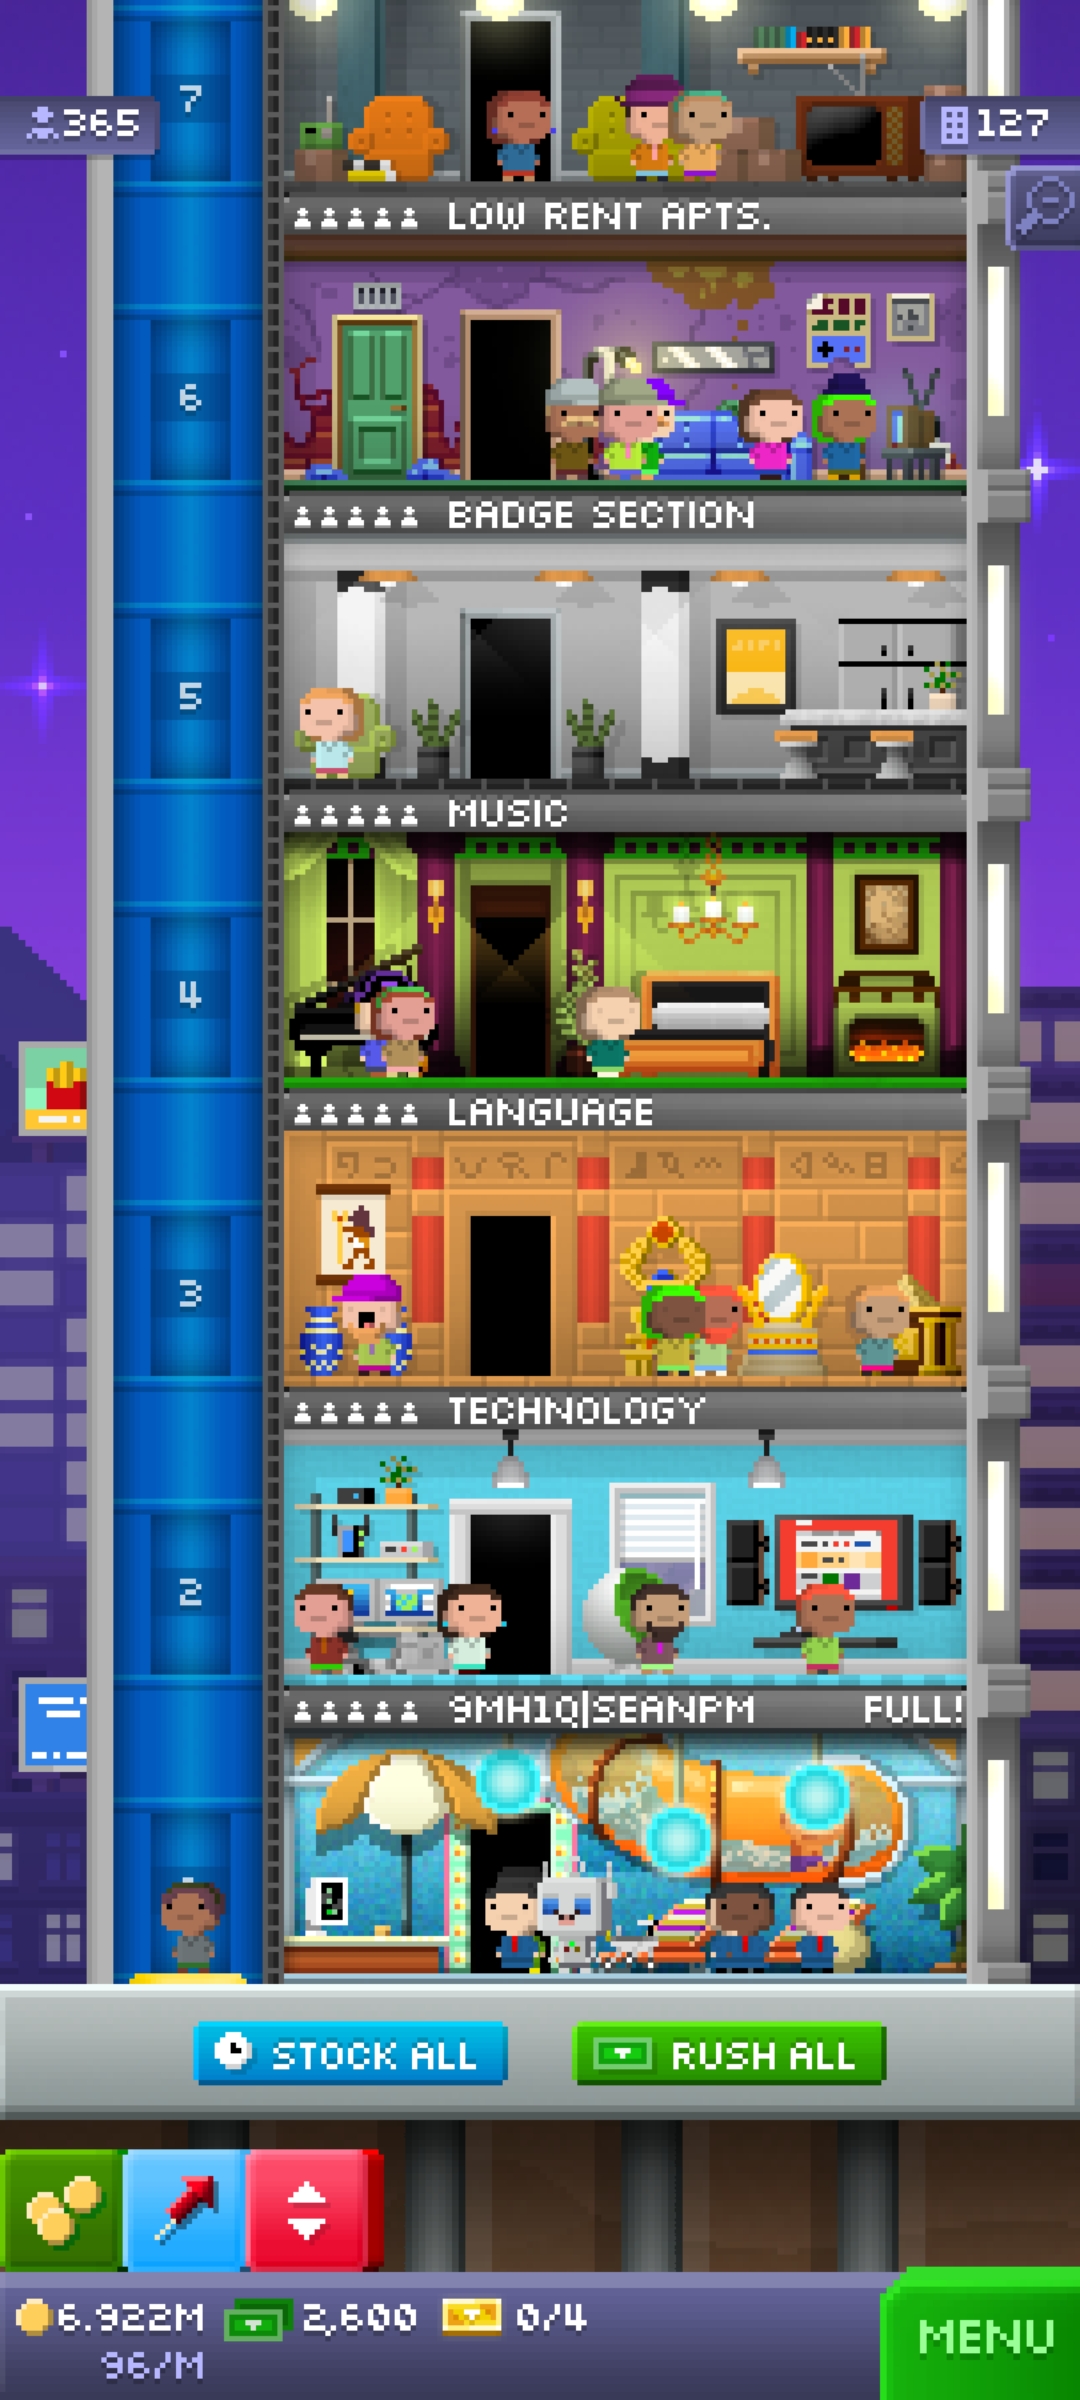 7
365
127
LOW RENT APTS.
6
BADGE SECTION
5
MUSIC
4
LANGUAGE
3
TECHNOLOGY
2
9MH1Q|SEANPM FULL!
STOCK ALL
RUSH ALL
6.922M 2,600 0/4
96/M
MENU